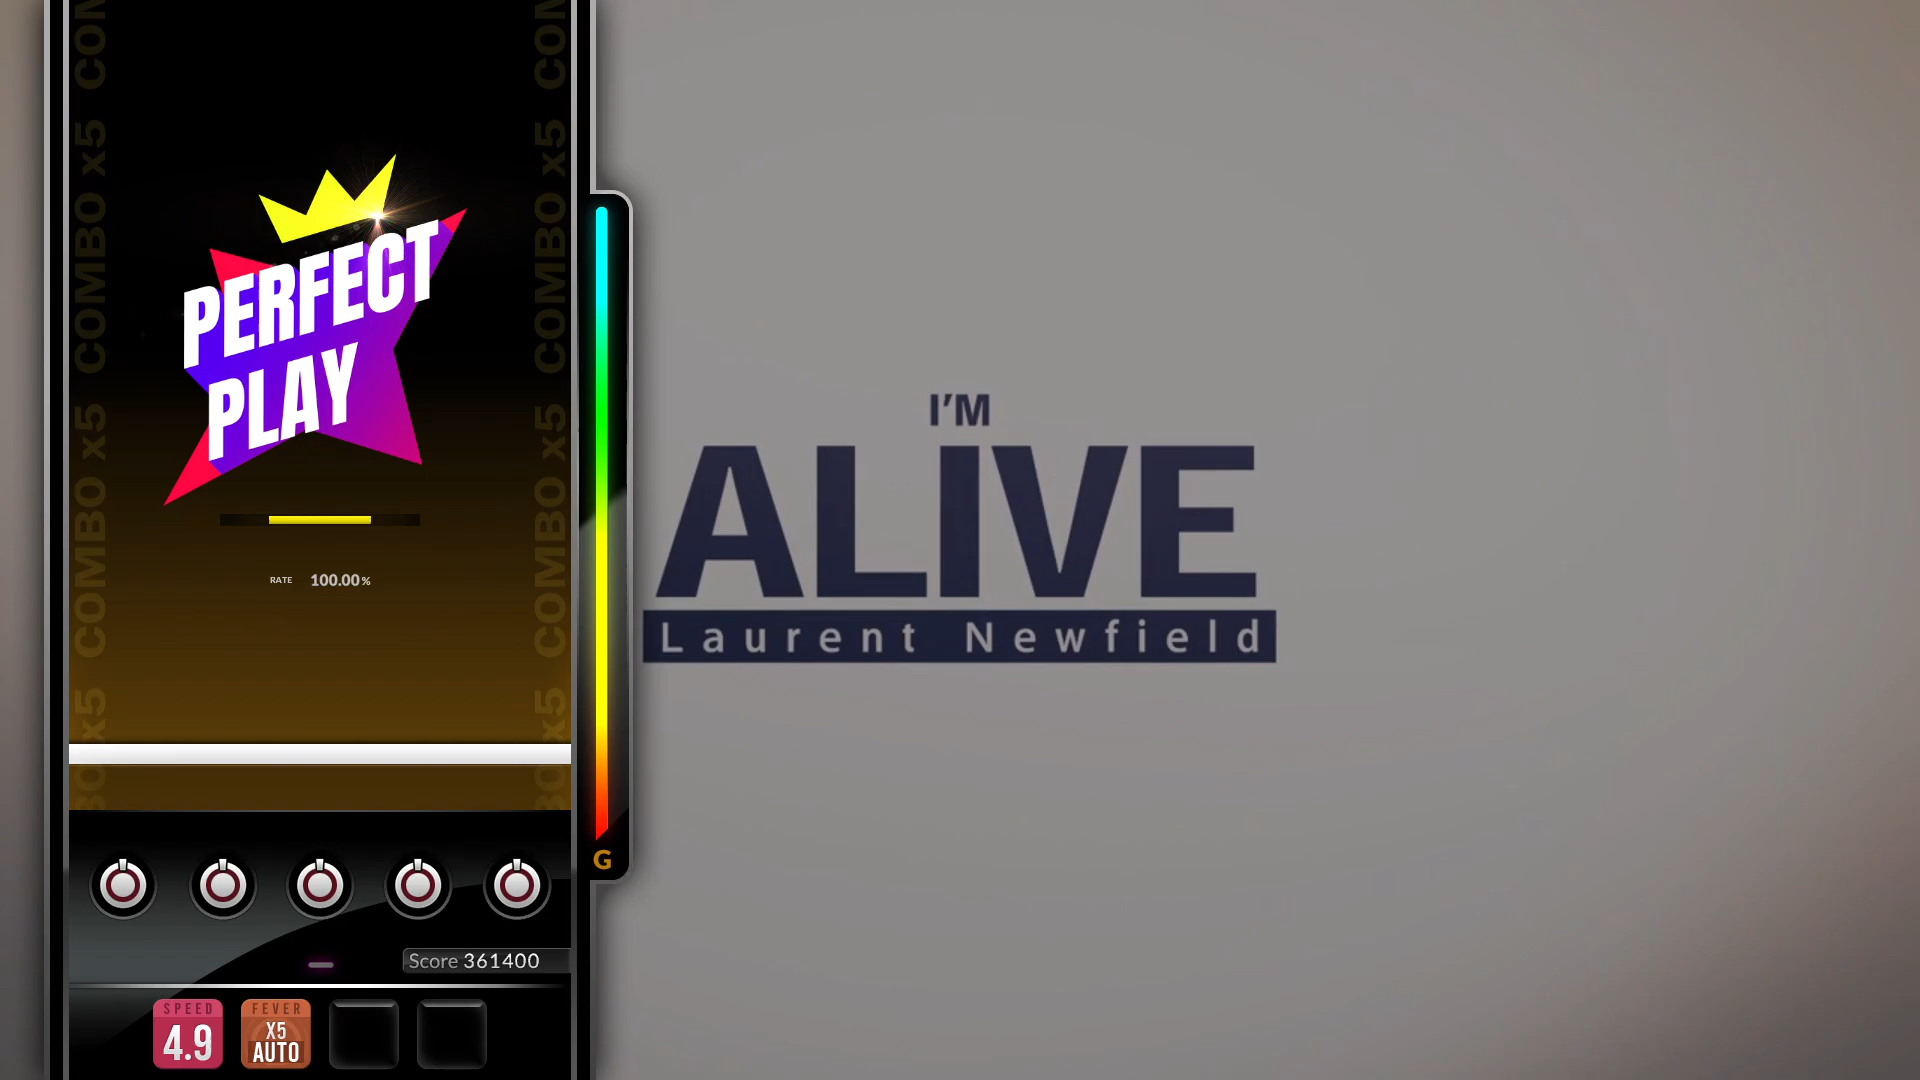 COMBO x5 COMBO x5 COMBO x5
COMBO x5 COMBO x5 COMBO x5
PERFECT
PLAY
RATE 100.00%
G
Score 361400
SPEED
4.9
FEVER
X5
AUTO
I'M
ALIVE
Laurent Newfield